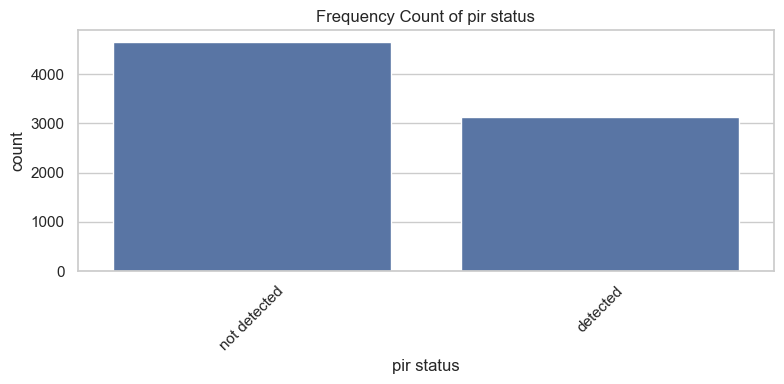 Frequency Count of pir status
count
4000
3000
2000
1000
0
not detected
detected
pir status